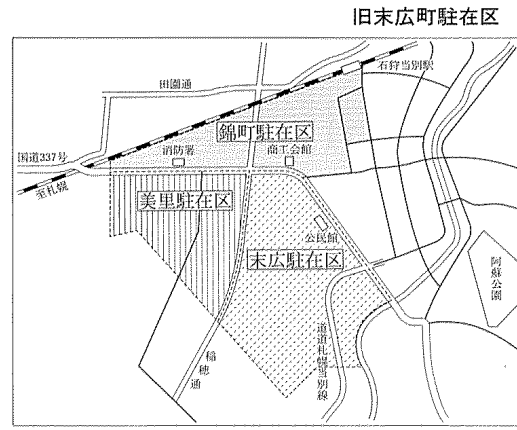 旧末広町駐在区
石狩当別駅
田園通
錦町駐在区
国道337号
消防署
商工会館
至札幌
美里駐在区
公民館
末広駐在区
阿蘇公園
道道札幌当別線
稲穂通